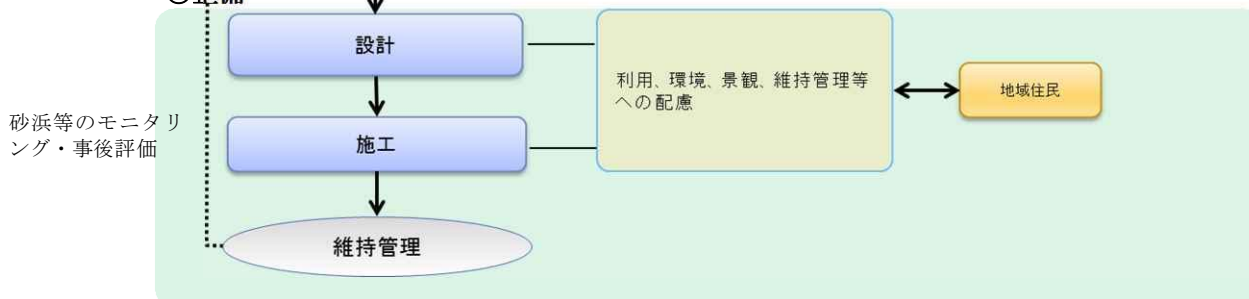 設計
利用、環境、景観、維持管理等
への配慮
地域住民
砂浜等のモニタリ
ング・事後評価
施工
維持管理